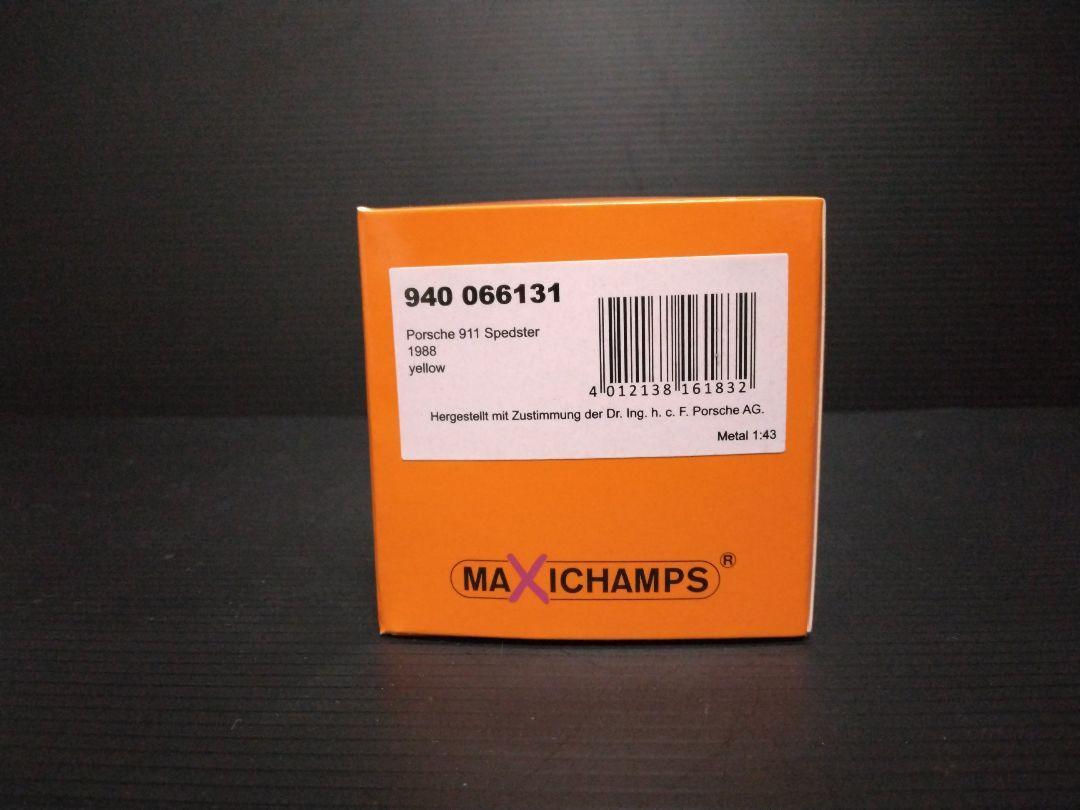 940 066131
Porsche 911 Spedster
1988
yellow
4 012138 161832
Hergestellt mit Zustimmung der Dr. Ing. h. c. F. Porsche AG.
Metal 1:43
MAXICHAMPS®